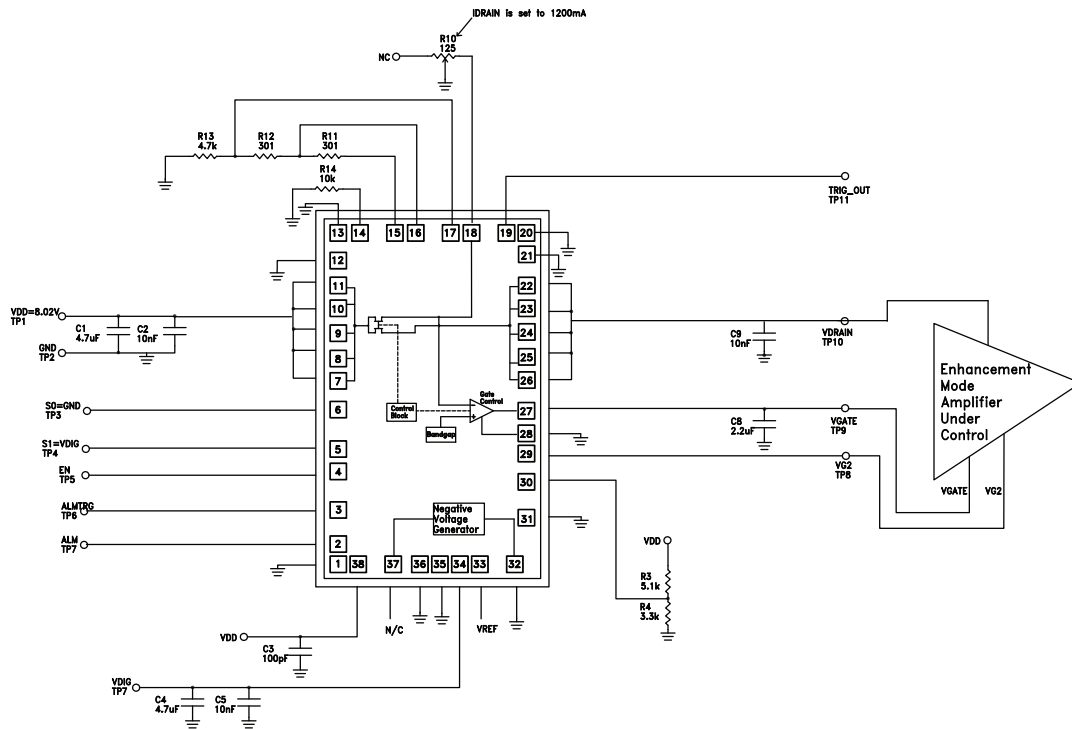 IDRAIN is set to 1200mA
R10
125
NC
R13
4.7k
R12
301
R11
301
R14
10k
TRIG_OUT
TP11
13
14
15
16
17
18
19
20
21
12
11
10
9
8
7
6
5
4
3
2
1
22
23
24
25
26
27
28
29
30
31
38
37
36
35
34
33
32
VDD=8.02V
TP1
C1
4.7uF
C2
10nF
GND
TP2
S0=GND
TP3
S1=VDIG
TP4
EN
TP5
ALMTRG
TP6
ALM
TP7
Control
Block
Bandgap
Gate
Control
Negative
Voltage
Generator
C9
10nF
VDRAIN
TP10
C8
2.2uF
VGATE
TP9
VG2
TP8
Enhancement
Mode
Amplifier
Under
Control
VGATE
VG2
VDD
R3
5.1k
R4
3.3k
VDD
C3
100pF
N/C
VREF
VDIG
TP7
C4
4.7uF
C5
10nF